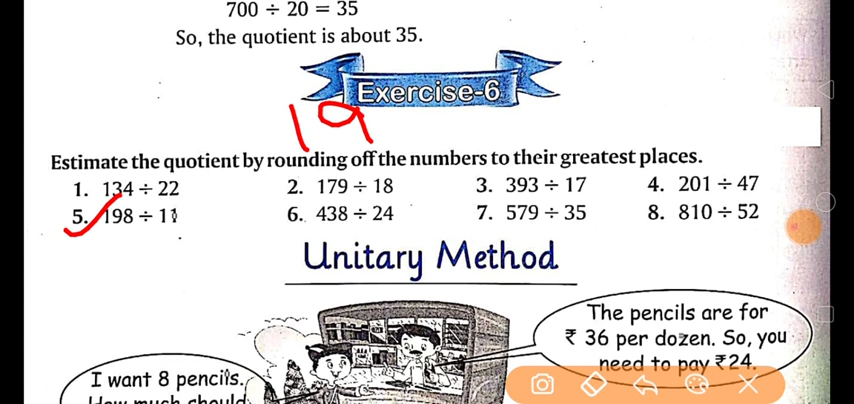 700 ÷ 20 = 35
So, the quotient is about 35.
Exercise-6
19
Estimate the quotient by rounding off the numbers to their greatest places.
1. 134 ÷ 22 2. 179 ÷ 18 3. 393 ÷ 17 4. 201 ÷ 47
5. 198 ÷ 11 6. 438 ÷ 24 7. 579 ÷ 35 8. 810 ÷ 52
Unitary Method
The pencils are for
₹ 36 per dozen. So, you
need to pay ₹24.
I want 8 pencils.
How much should